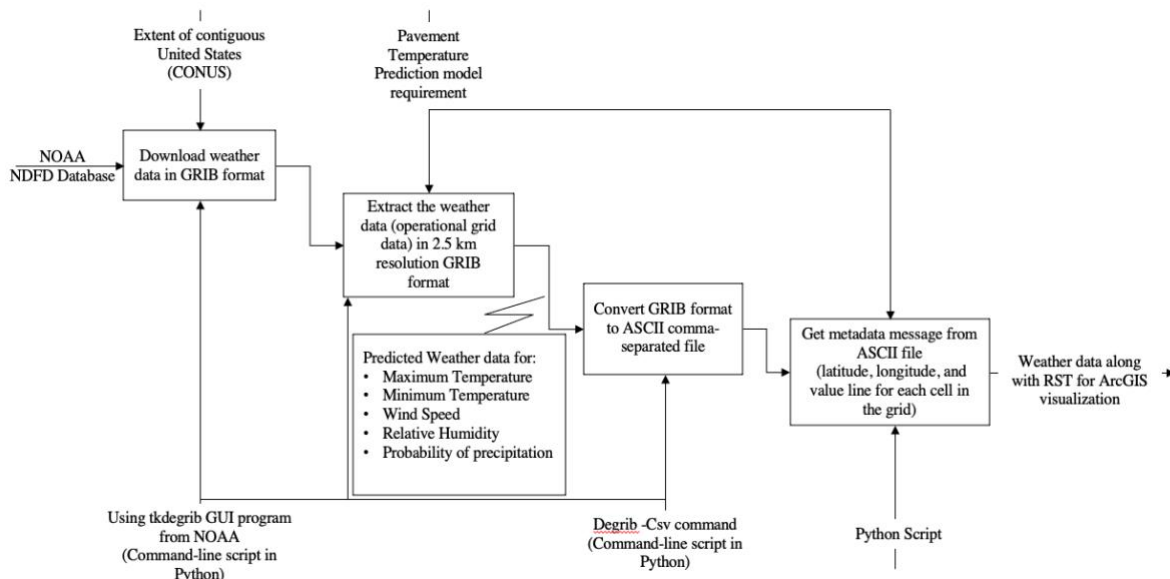 Extent of contiguous
United States
(CONUS)
Pavement
Temperature
Prediction model
requirement
NOAA
NDFD Database
Download weather
data in GRIB format
Extract the weather
data (operational grid
data) in 2.5 km
resolution GRIB
format
Convert GRIB format
to ASCII comma-
separated file
Get metadata message from
ASCII file
(latitude, longitude, and
value line for each cell in
the grid)
Weather data along
with RST for ArcGIS
visualization
Predicted Weather data for:
• Maximum Temperature
• Minimum Temperature
• Wind Speed
• Relative Humidity
• Probability of precipitation
Using tkdegrib GUI program
from NOAA
(Command-line script in
Python)
Degrib -Csv command
(Command-line script in
Python)
Python Script